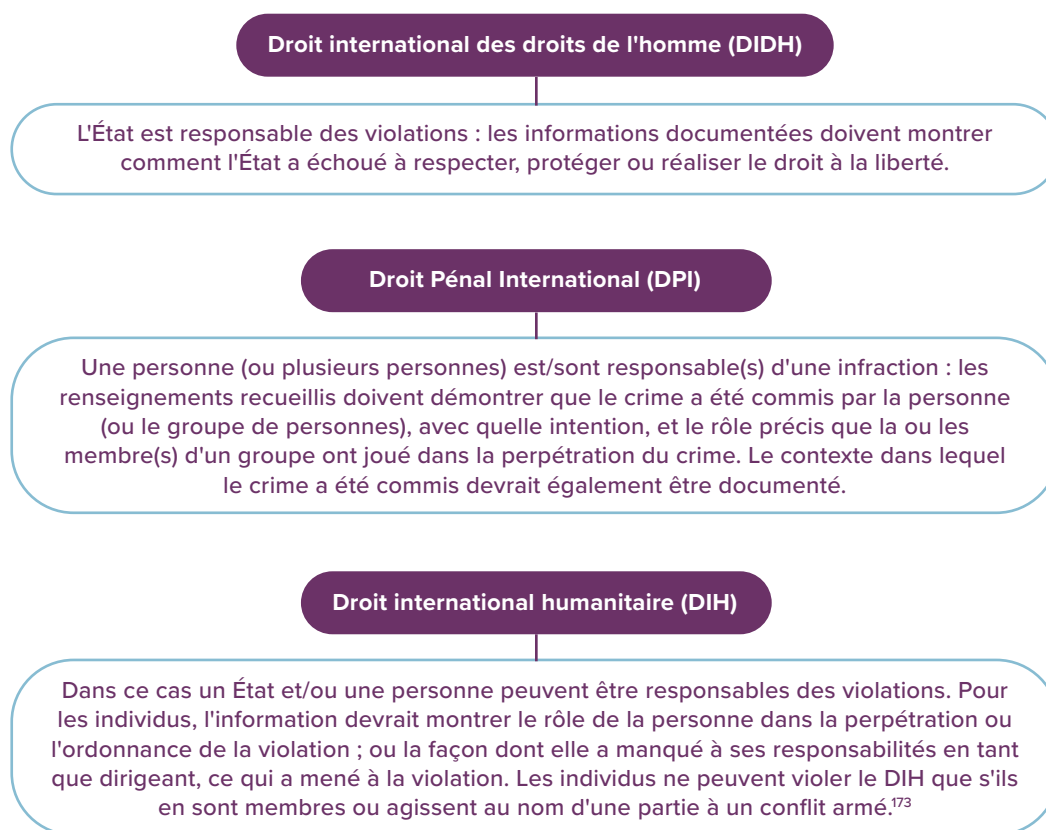 Droit international des droits de l'homme (DIDH)
L'État est responsable des violations : les informations documentées doivent montrer
comment l'État a échoué à respecter, protéger ou réaliser le droit à la liberté.
Droit Pénal International (DPI)
Une personne (ou plusieurs personnes) est/sont responsable(s) d'une infraction : les
renseignements recueillis doivent démontrer que le crime a été commis par la personne
(ou le groupe de personnes), avec quelle intention, et le rôle précis que la ou les
membre(s) d'un groupe ont joué dans la perpétration du crime. Le contexte dans lequel
le crime a été commis devrait également être documenté.
Droit international humanitaire (DIH)
Dans ce cas un État et/ou une personne peuvent être responsables des violations. Pour
les individus, l'information devrait montrer le rôle de la personne dans la perpétration ou
l'ordonnance de la violation ; ou la façon dont elle a manqué à ses responsabilités en tant
que dirigeant, ce qui a mené à la violation. Les individus ne peuvent violer le DIH que s'ils
en sont membres ou agissent au nom d'une partie à un conflit armé.¹⁷³